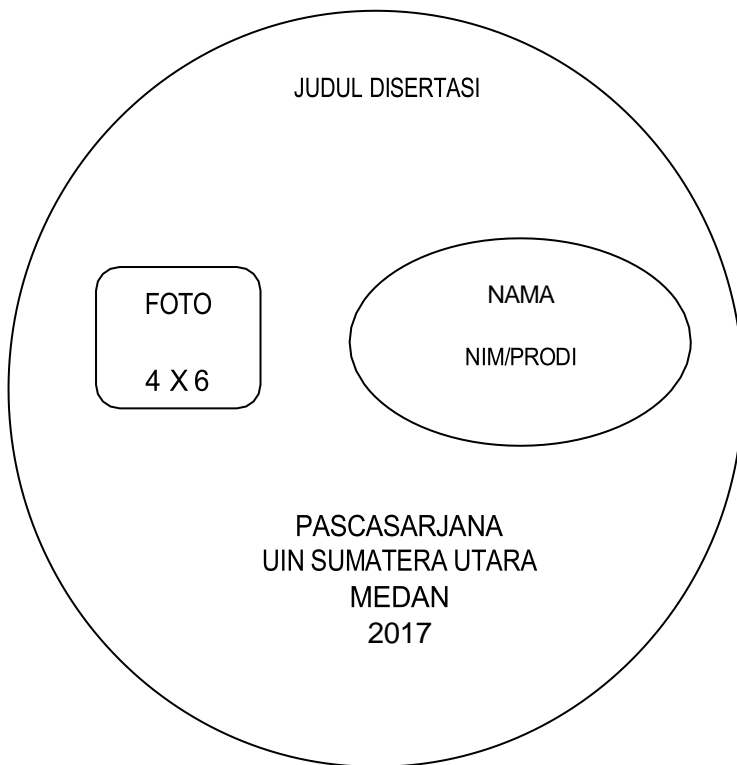 JUDUL DISERTASI
FOTO
4 X 6
NAMA
NIM/PRODI
PASCASARJANA
UIN SUMATERA UTARA
MEDAN
2017